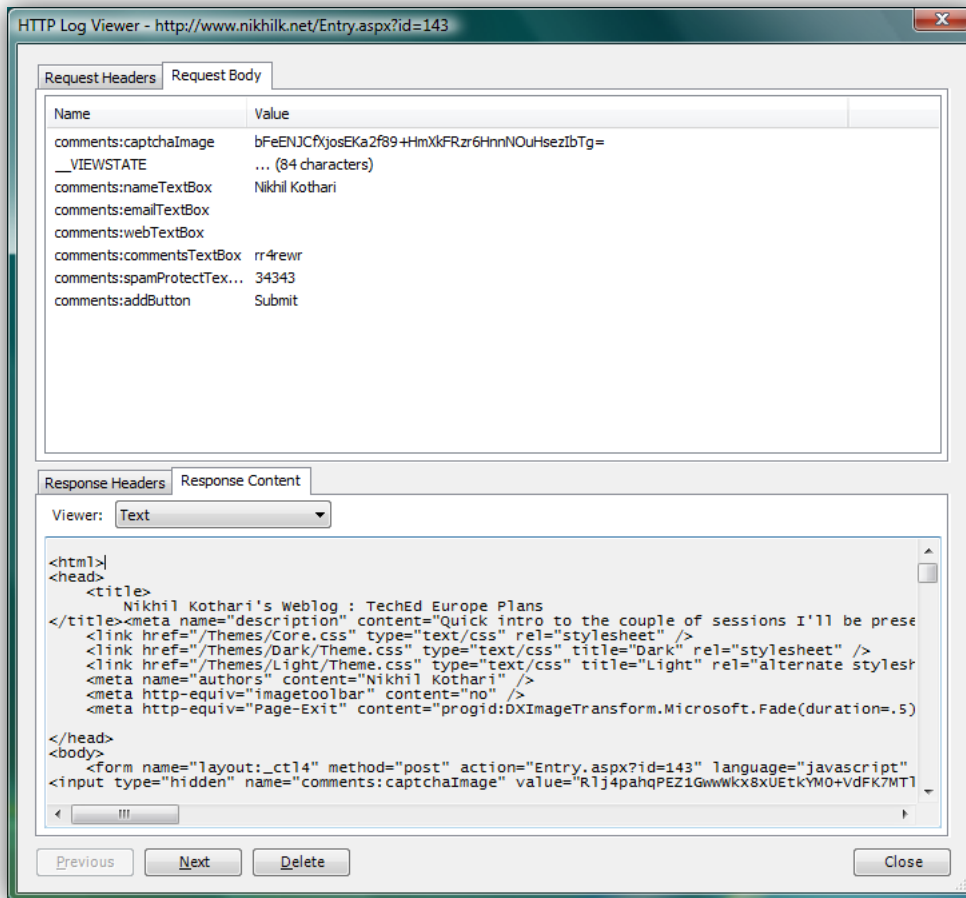 HTTP Log Viewer - http://www.nikhilk.net/Entry.aspx?id=143
Request Headers Request Body
Name Value
comments:captchaImage bFeENJCfXjosEKa2f89+HmXkFRzr6HnnNOuHsezIbTg=
__VIEWSTATE ... (84 characters)
comments:nameTextBox Nikhil Kothari
comments:emailTextBox
comments:webTextBox
comments:commentsTextBox rr4rewr
comments:spamProtectTex... 34343
comments:addButton Submit
Response Headers Response Content
Viewer: Text
<html>
<head>
    <title>
        Nikhil Kothari's Weblog : TechEd Europe Plans
</title><meta name="description" content="Quick intro to the couple of sessions I'll be prese
    <link href="/Themes/Core.css" type="text/css" rel="stylesheet" />
    <link href="/Themes/Dark/Theme.css" type="text/css" title="Dark" rel="stylesheet" />
    <link href="/Themes/Light/Theme.css" type="text/css" title="Light" rel="alternate stylesh
    <meta name="authors" content="Nikhil Kothari" />
    <meta http-equiv="imagetoolbar" content="no" />
    <meta http-equiv="Page-Exit" content="progid:DXImageTransform.Microsoft.Fade(duration=.5)
</head>
<body>
    <form name="layout:_ctl4" method="post" action="Entry.aspx?id=143" language="javascript"
<input type="hidden" name="comments:captchaImage" value="Rlj4pahqPEZ1GwwWkx8xUEtkYMO+VdFK7MTl
Previous Next Delete Close